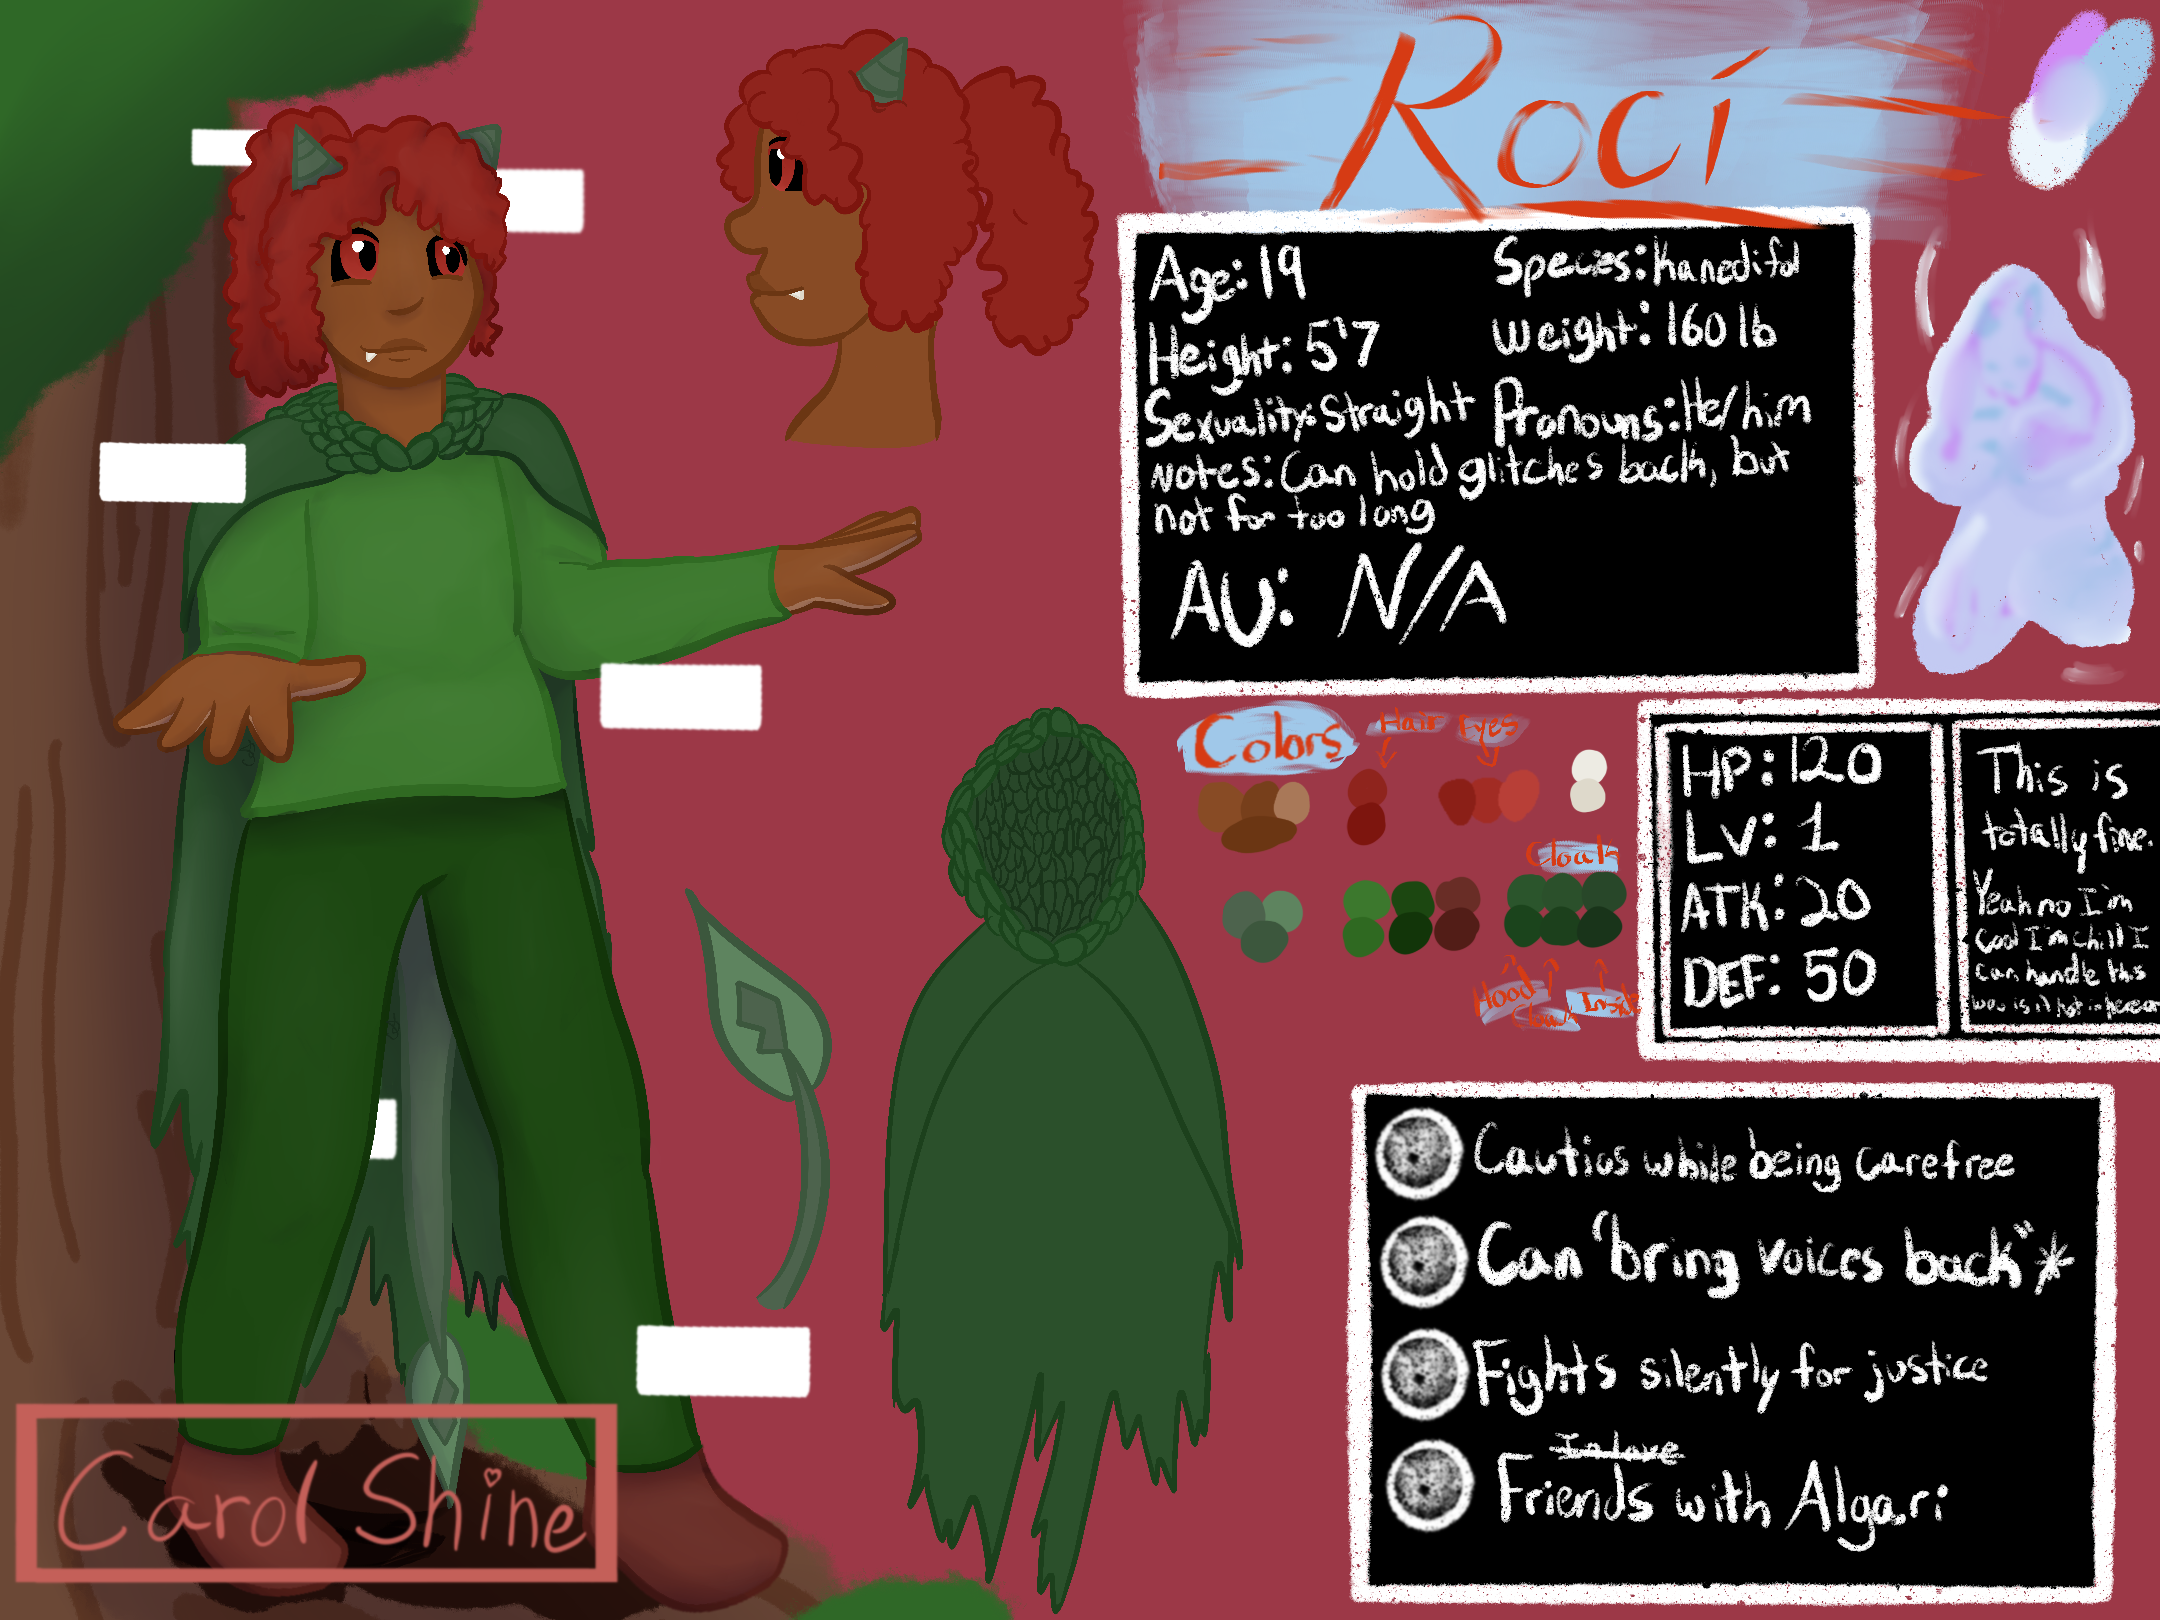 Roci
Age: 19
Species: Kanedifol
Height: 5'7
Weight: 160 lb
Sexuality: Straight
Pronouns: He/him
Notes: Can hold glitches back, but
not for too long
AU: N/A
Colors
Hair
Eyes
Cloak
Hood
Inside
HP: 120
LV: 1
ATK: 20
DEF: 50
This is
totally fine.
Yeah no I'm
Cool I'm chill I
can handle this
Cautios while being carefree
Can "bring voices back"*
Fights silently for justice
In love
Friends with Algari
Carol Shine